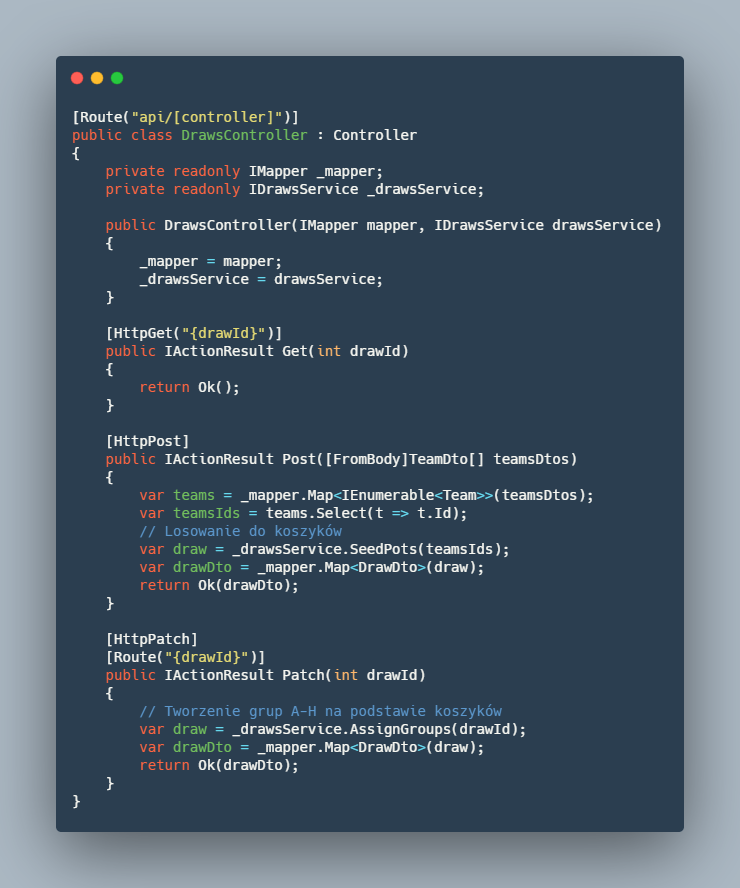 [Route("api/[controller]")]
public class DrawsController : Controller
{
    private readonly IMapper _mapper;
    private readonly IDrawsService _drawsService;

    public DrawsController(IMapper mapper, IDrawsService drawsService)
    {
        _mapper = mapper;
        _drawsService = drawsService;
    }

    [HttpGet("{drawId}")]
    public IActionResult Get(int drawId)
    {
        return Ok();
    }

    [HttpPost]
    public IActionResult Post([FromBody]TeamDto[] teamsDtos)
    {
        var teams = _mapper.Map<IEnumerable<Team>>(teamsDtos);
        var teamsIds = teams.Select(t => t.Id);
        // Losowanie do koszyków
        var draw = _drawsService.SeedPots(teamsIds);
        var drawDto = _mapper.Map<DrawDto>(draw);
        return Ok(drawDto);
    }

    [HttpPatch]
    [Route("{drawId}")]
    public IActionResult Patch(int drawId)
    {
        // Tworzenie grup A-H na podstawie koszyków
        var draw = _drawsService.AssignGroups(drawId);
        var drawDto = _mapper.Map<DrawDto>(draw);
        return Ok(drawDto);
    }
}